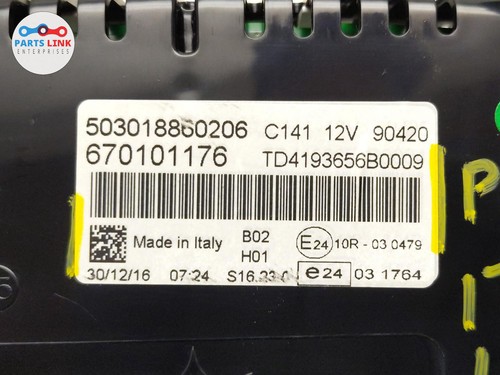 PARTS LINK
ENTERPRISES
503018860206 C141 12V 90420
670101176 TD4193656B0009
Made in Italy B02 E24 10R - 03 0479
H01
30/12/16 07:24 e24 03 1764
P